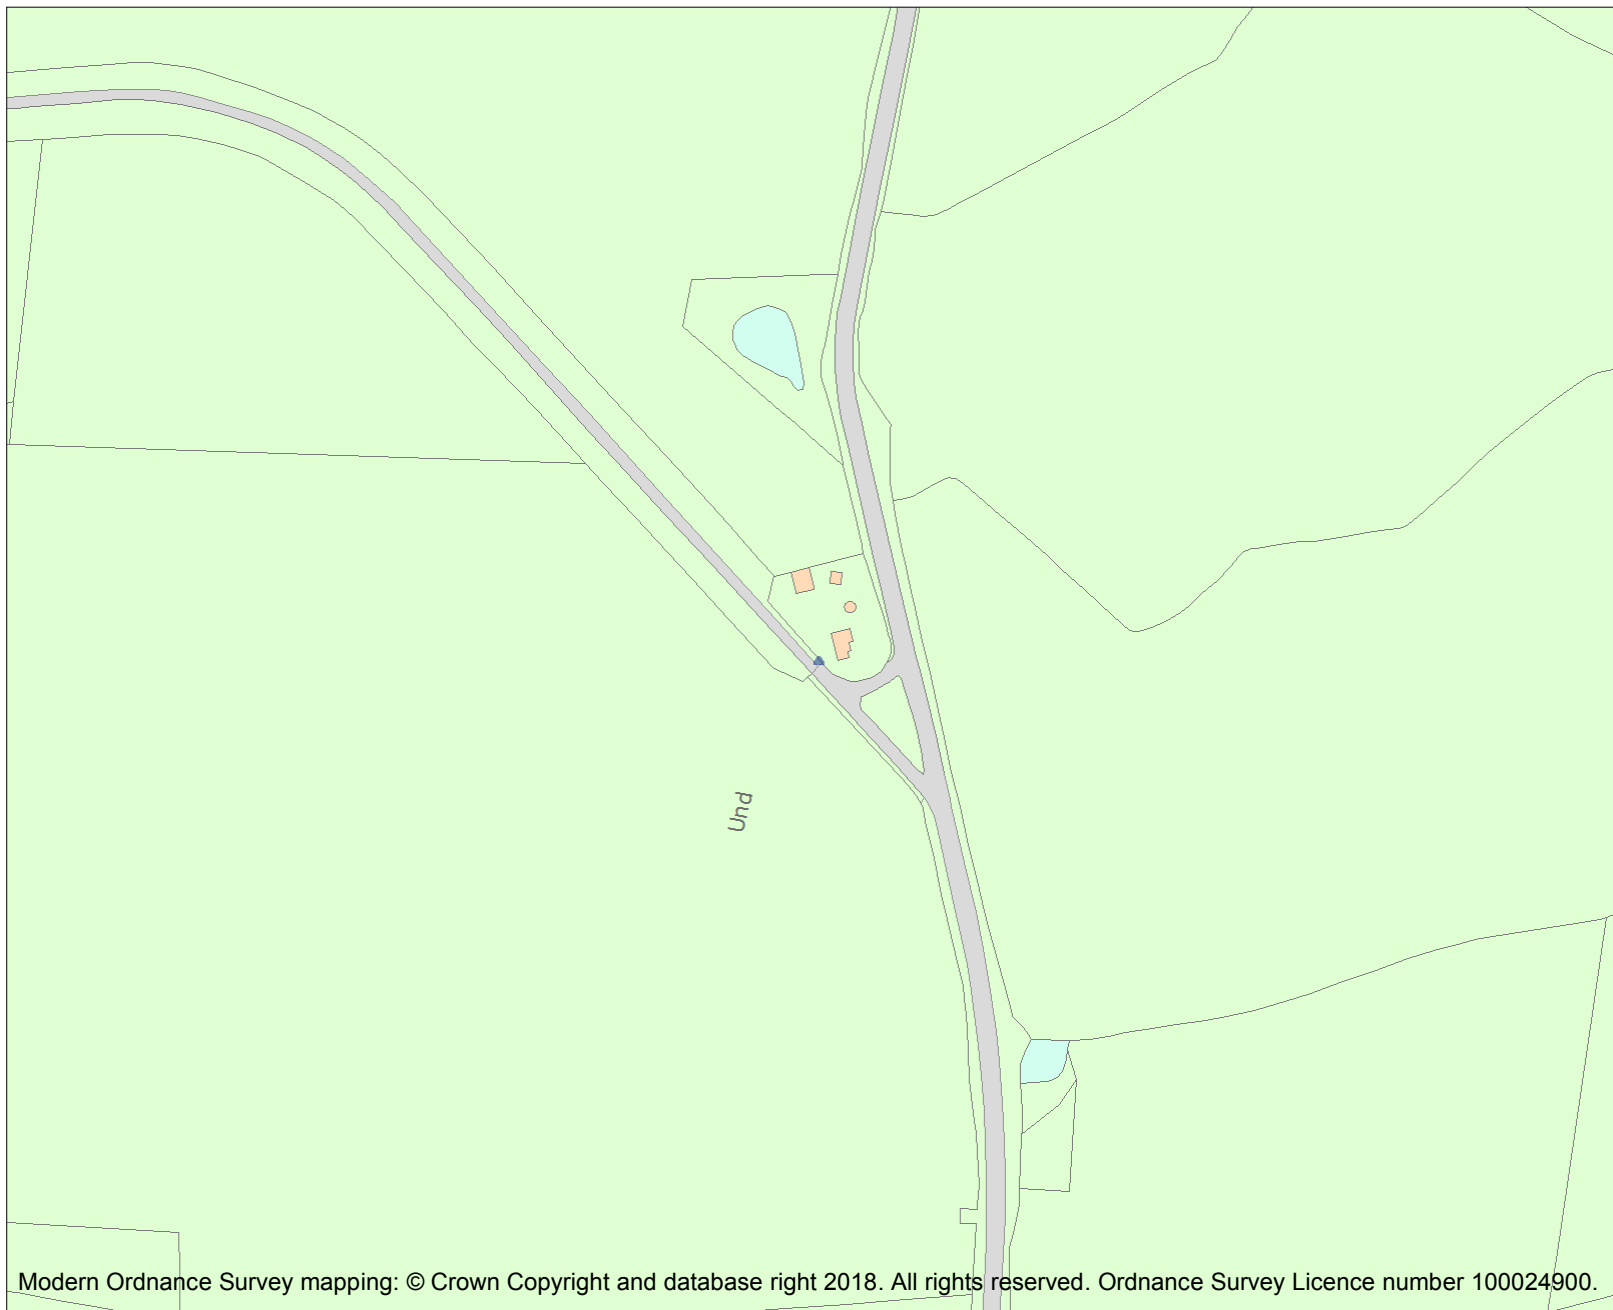 Und
Modern Ordnance Survey mapping: © Crown Copyright and database right 2018. All rights reserved. Ordnance Survey Licence number 100024900.